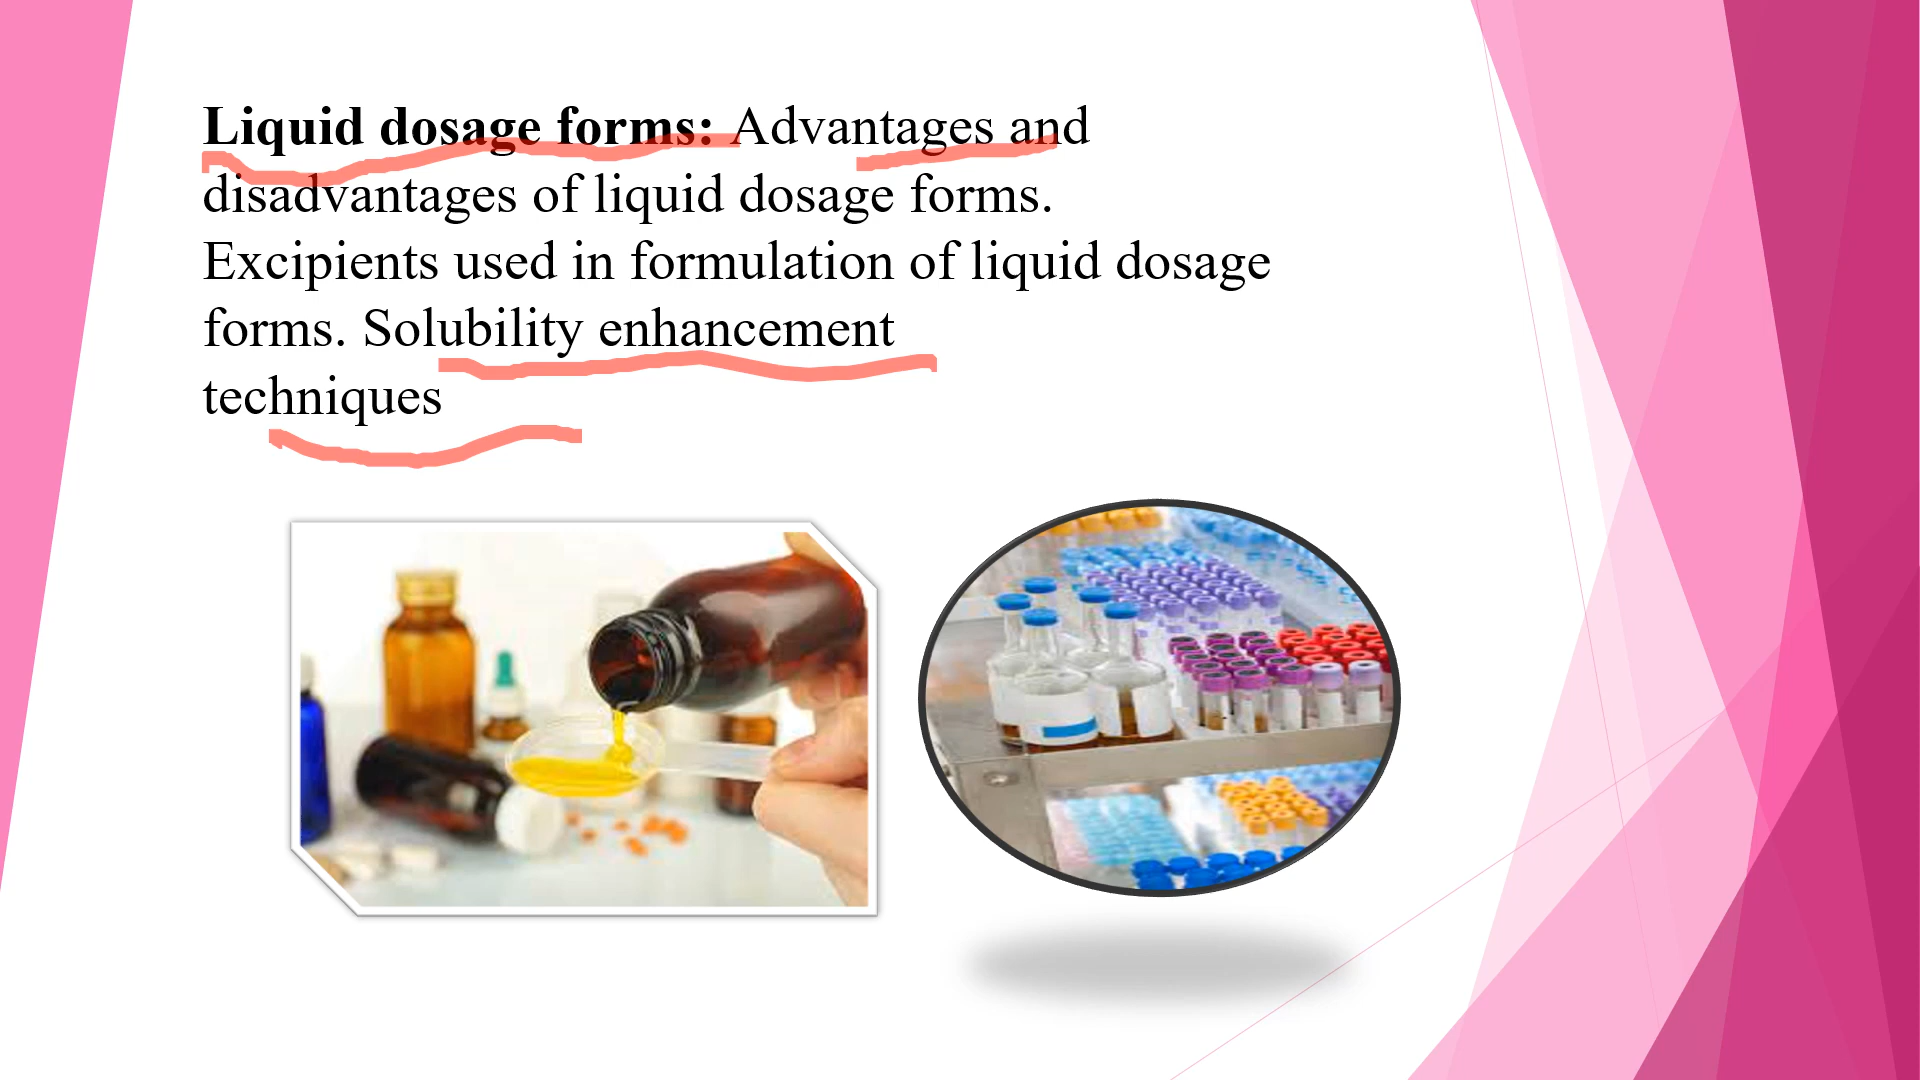 Liquid dosage forms: Advantages and
disadvantages of liquid dosage forms.
Excipients used in formulation of liquid dosage
forms. Solubility enhancement
techniques